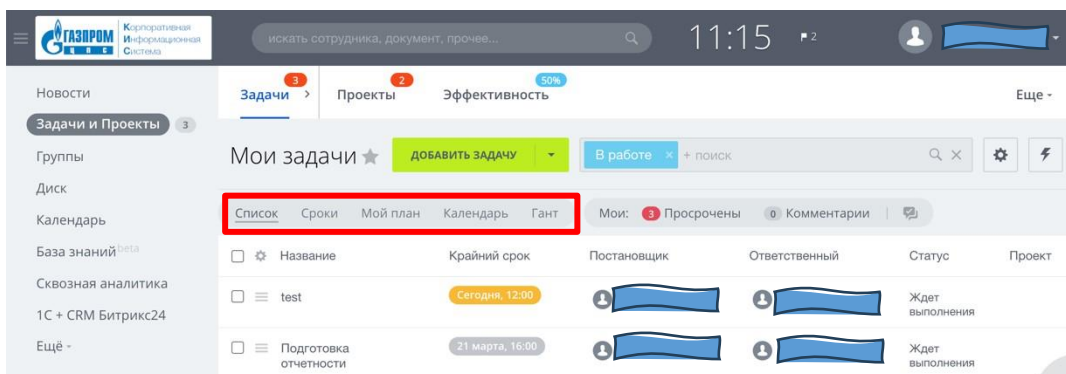 ГАЗПРОМ
ЦПС
Корпоративная
Информационная
Система
искать сотрудника, документ, прочее...
11:15
2
Новости
Задачи и Проекты 3
Группы
Диск
Календарь
База знаний beta
Сквозная аналитика
1С + CRM Битрикс24
Ещё -
Задачи 3 >
Проекты 2
Эффективность 50%
Еще -
Мои задачи
ДОБАВИТЬ ЗАДАЧУ
В работе × + поиск
Список Сроки Мой план Календарь Гант
Мои: 3 Просрочены 0 Комментарии
Название Крайний срок Постановщик Ответственный Статус Проект
test Сегодня, 12:00 Ждет
выполнения
Подготовка 21 марта, 16:00 Ждет
отчетности выполнения